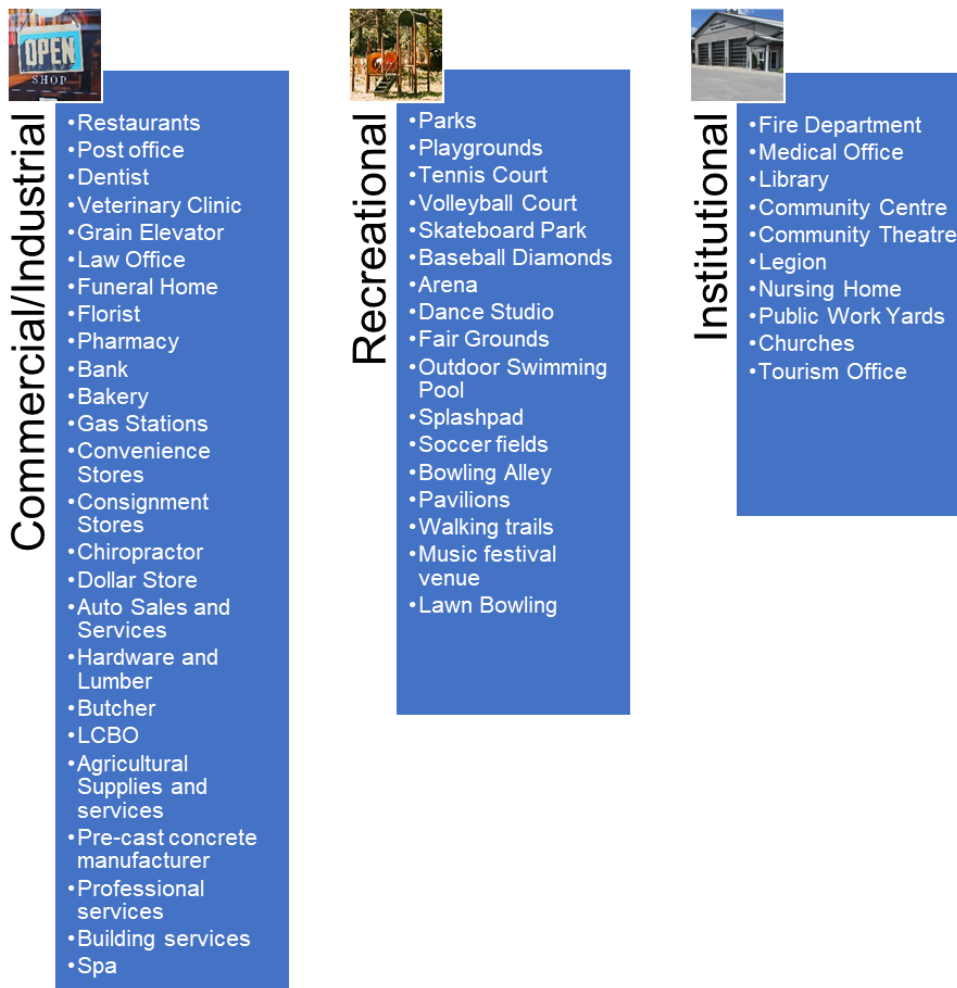 OPEN
SHOP
Commercial/Industrial
•Restaurants
•Post office
•Dentist
•Veterinary Clinic
•Grain Elevator
•Law Office
•Funeral Home
•Florist
•Pharmacy
•Bank
•Bakery
•Gas Stations
•Convenience
Stores
•Consignment
Stores
•Chiropractor
•Dollar Store
•Auto Sales and
Services
•Hardware and
Lumber
•Butcher
•LCBO
•Agricultural
Supplies and
services
•Pre-cast concrete
manufacturer
•Professional
services
•Building services
•Spa
Recreational
•Parks
•Playgrounds
•Tennis Court
•Volleyball Court
•Skateboard Park
•Baseball Diamonds
•Arena
•Dance Studio
•Fair Grounds
•Outdoor Swimming
Pool
•Splashpad
•Soccer fields
•Bowling Alley
•Pavilions
•Walking trails
•Music festival
venue
•Lawn Bowling
Institutional
•Fire Department
•Medical Office
•Library
•Community Centre
•Community Theatre
•Legion
•Nursing Home
•Public Work Yards
•Churches
•Tourism Office